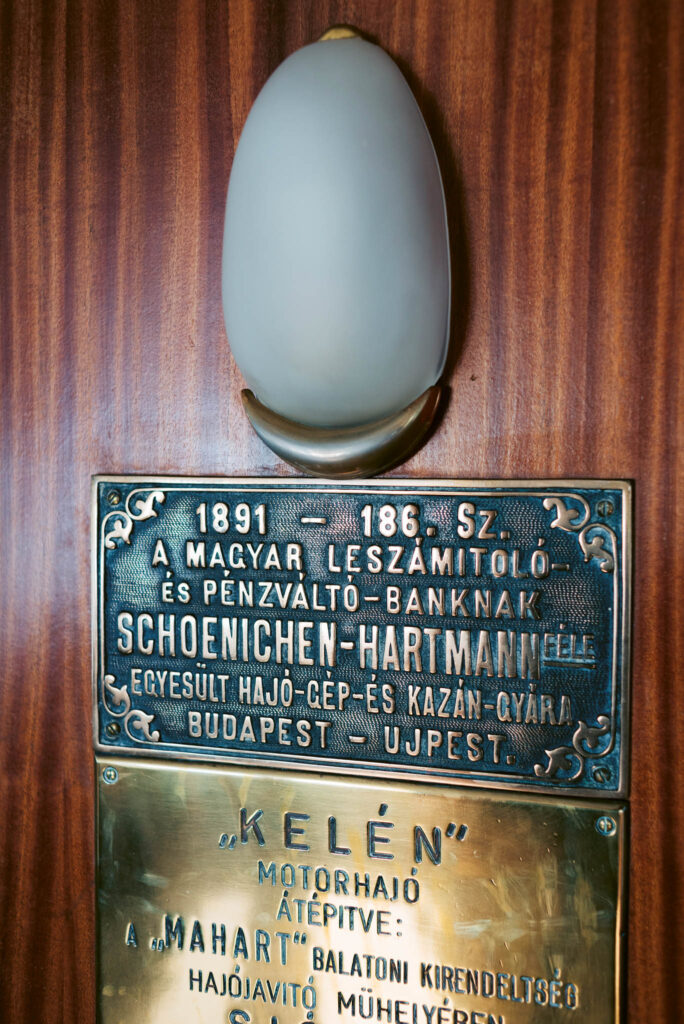 1891 — 186. Sz.
A MAGYAR LESZÁMITOLÓ-
ÉS PÉNZVÁLTÓ-BANKNAK
SCHOENICHEN-HARTMANN FÉLE
EGYESÜLT HAJÓ-GÉP-ÉS KAZÁN-GYÁRA
BUDAPEST - UJPEST.
„KELÉN"
MOTORHAJÓ
ÁTÉPITVE:
A „MAHART" BALATONI KIRENDELTSÉG
HAJÓJAVITÓ MŰHELYÉBEN